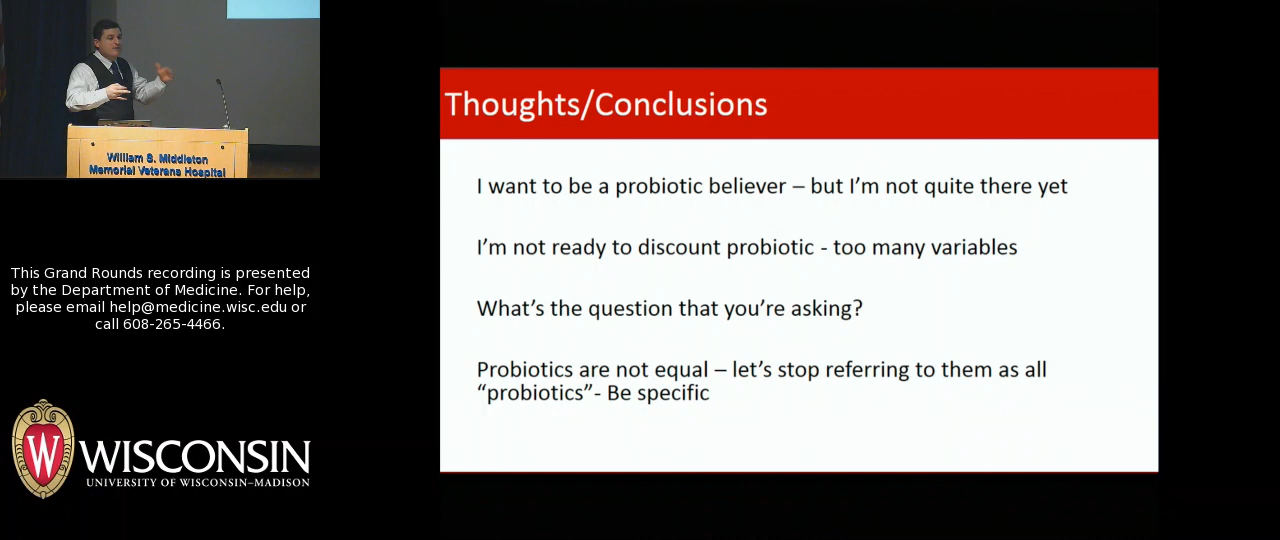 William S. Middleton
Memorial Veterans Hospital
This Grand Rounds recording is presented
by the Department of Medicine. For help,
please email help@medicine.wisc.edu or
call 608-265-4466.
W
WISCONSIN
UNIVERSITY OF WISCONSIN–MADISON
Thoughts/Conclusions
I want to be a probiotic believer – but I’m not quite there yet
I’m not ready to discount probiotic - too many variables
What’s the question that you’re asking?
Probiotics are not equal – let’s stop referring to them as all
“probiotics”- Be specific